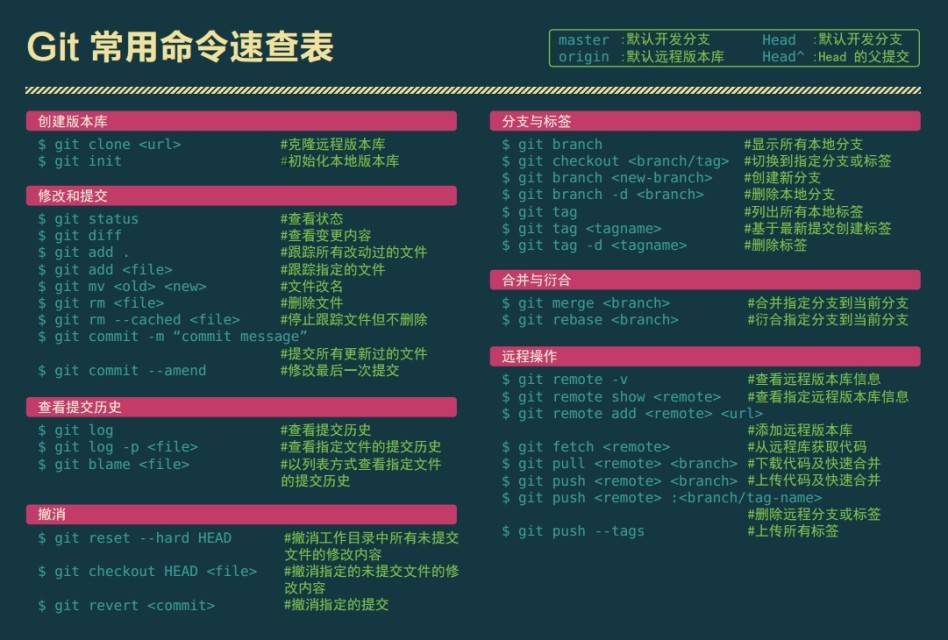 Git 常用命令速查表
master :默认开发分支 Head :默认开发分支
origin :默认远程版本库 Head^ :Head 的父提交
创建版本库
$ git clone <url> #克隆远程版本库
$ git init #初始化本地版本库
修改和提交
$ git status #查看状态
$ git diff #查看变更内容
$ git add . #跟踪所有改动过的文件
$ git add <file> #跟踪指定的文件
$ git mv <old> <new> #文件改名
$ git rm <file> #删除文件
$ git rm --cached <file> #停止跟踪文件但不删除
$ git commit -m “commit message”
#提交所有更新过的文件
$ git commit --amend #修改最后一次提交
查看提交历史
$ git log #查看提交历史
$ git log -p <file> #查看指定文件的提交历史
$ git blame <file> #以列表方式查看指定文件
的提交历史
撤消
$ git reset --hard HEAD #撤消工作目录中所有未提交
文件的修改内容
$ git checkout HEAD <file> #撤消指定的未提交文件的修
改内容
$ git revert <commit> #撤消指定的提交
分支与标签
$ git branch #显示所有本地分支
$ git checkout <branch/tag> #切换到指定分支或标签
$ git branch <new-branch> #创建新分支
$ git branch -d <branch> #删除本地分支
$ git tag #列出所有本地标签
$ git tag <tagname> #基于最新提交创建标签
$ git tag -d <tagname> #删除标签
合并与衍合
$ git merge <branch> #合并指定分支到当前分支
$ git rebase <branch> #衍合指定分支到当前分支
远程操作
$ git remote -v #查看远程版本库信息
$ git remote show <remote> #查看指定远程版本库信息
$ git remote add <remote> <url>
#添加远程版本库
$ git fetch <remote> #从远程库获取代码
$ git pull <remote> <branch> #下载代码及快速合并
$ git push <remote> <branch> #上传代码及快速合并
$ git push <remote> :<branch/tag-name>
#删除远程分支或标签
$ git push --tags #上传所有标签